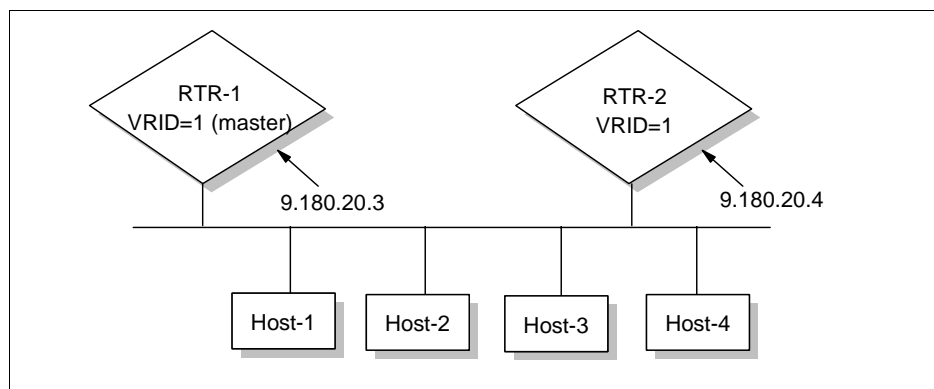 RTR-1
VRID=1 (master)
RTR-2
VRID=1
9.180.20.3
9.180.20.4
Host-1
Host-2
Host-3
Host-4